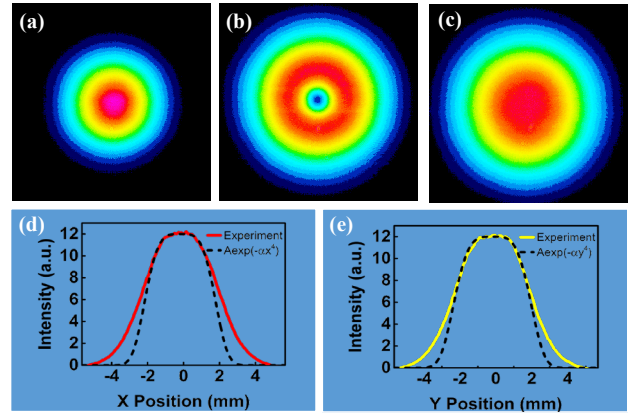 (a)
(b)
(c)
(d)
12
10
8
6
4
2
0
Intensity (a.u.)
Experiment
Aexp(-αx⁴)
-4
-2
0
2
4
X Position (mm)
(e)
12
10
8
6
4
2
0
Intensity (a.u.)
Experiment
Aexp(-αy⁴)
-4
-2
0
2
4
Y Position (mm)